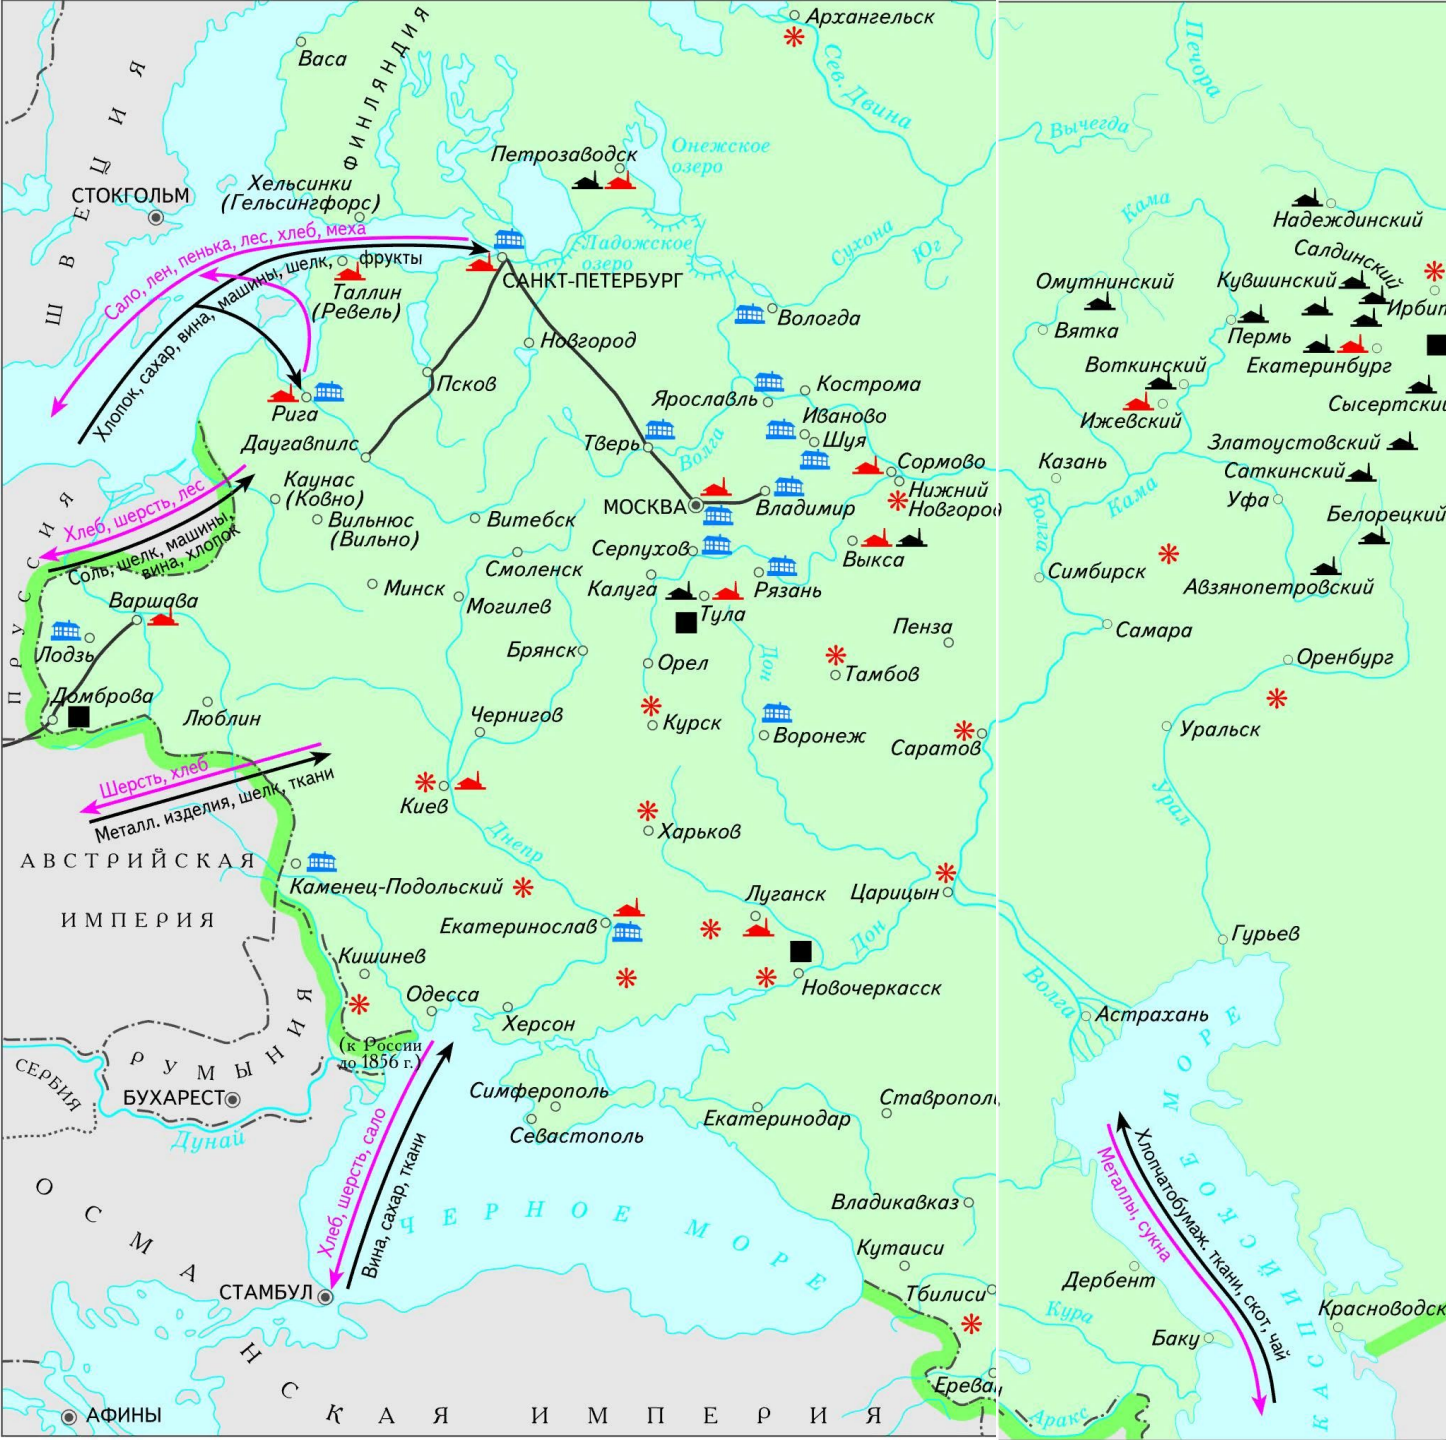 Архангельск
Сев. Двина
Печора
Вычегда
Васа
ФИНЛЯНДИЯ
ШВЕЦИЯ
СТОКГОЛЬМ
Хельсинки
(Гельсингфорс)
Петрозаводск
Онежское
озеро
Ладожское
озеро
Сухона
Юг
Кама
Надеждинский
Салдинский
Кувшинский
Ирбит
Омутнинский
Вятка
Пермь
Екатеринбург
Воткинский
Ижевский
Сысертский
Сало, лен, пенька, лес, хлеб, меха
Хлопок, сахар, вина, машины, шелк,
фрукты
Таллин
(Ревель)
САНКТ-ПЕТЕРБУРГ
Новгород
Вологда
Псков
Рига
Даугавпилс
Ярославль
Кострома
Иваново
Шуя
Тверь
Волга
Сормово
Нижний
Новгород
Казань
Волга
Кама
Златоустовский
Саткинский
Уфа
Белорецкий
Авзянопетровский
Каунас
(Ковно)
Вильнюс
(Вильно)
Витебск
МОСКВА
Владимир
Хлеб, шерсть, лес
Соль, шелк, машины,
вина, хлопок
ПРУССИЯ
Серпухов
Смоленск
Калуга
Тула
Рязань
Выкса
Симбирск
Минск
Могилев
Варшава
Лодзь
Домброва
Люблин
Брянск
Орел
Дон
Пенза
Тамбов
Самара
Оренбург
Чернигов
Курск
Воронеж
Саратов
Уральск
Урал
Шерсть, хлеб
Металл. изделия, шелк, ткани
Киев
Днепр
Харьков
АВСТРИЙСКАЯ
ИМПЕРИЯ
Каменец-Подольский
Екатеринослав
Луганск
Царицын
Дон
Гурьев
Волга
Астрахань
Кишинев
Одесса
Херсон
Новочеркасск
(к России
до 1856 г.)
РУМЫНИЯ
СЕРБИЯ
БУХАРЕСТ
Дунай
Симферополь
Севастополь
Екатеринодар
Ставрополь
Хлеб, шерсть, сало
Вина, сахар, ткани
ЧЕРНОЕ МОРЕ
Владикавказ
Кутаиси
Тбилиси
Ереван
СТАМБУЛ
АФИНЫ
ОСМАНСКАЯ ИМПЕРИЯ
КАСПИЙСКОЕ МОРЕ
Металлы, сукна
Хлопчатобумаж. ткани, скот, чай
Дербент
Кура
Баку
Красноводск
Аракс